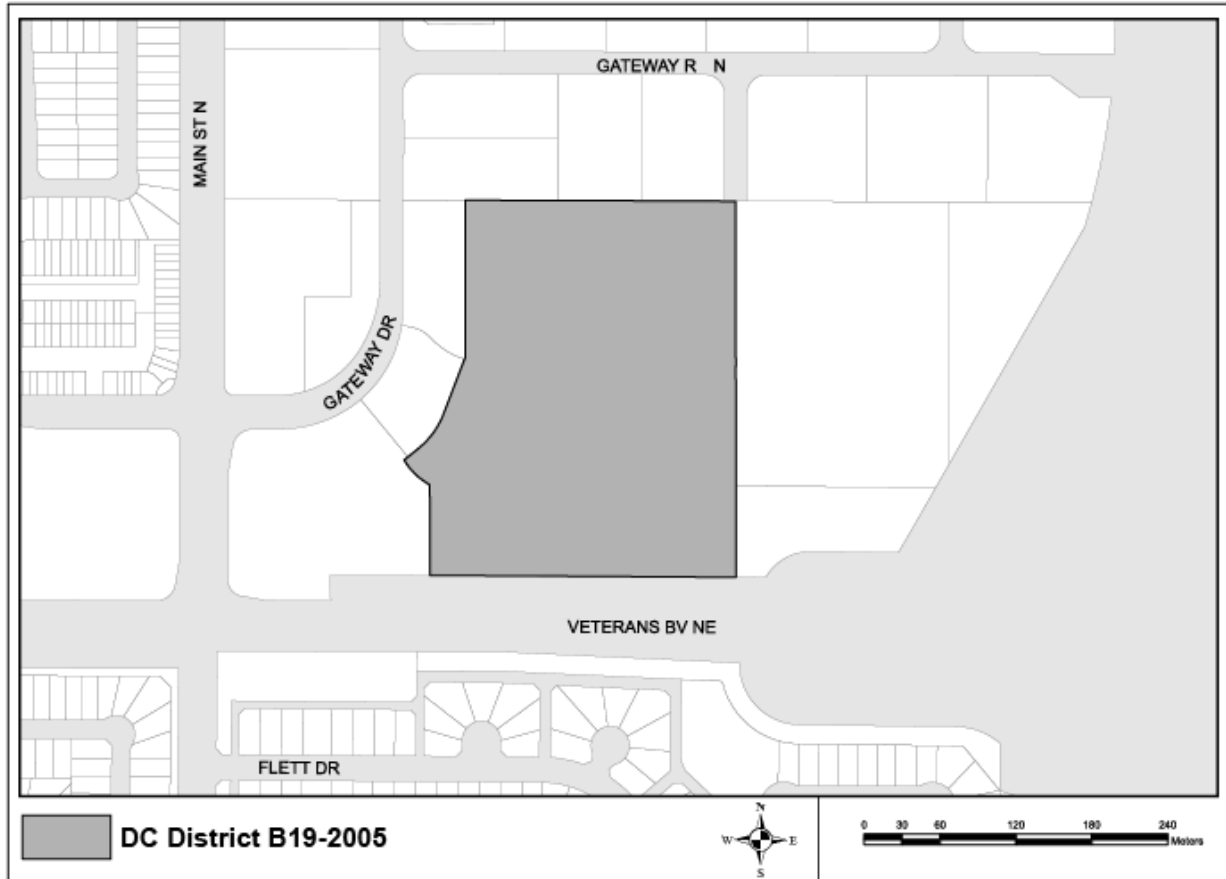 GATEWAY R N
MAIN ST N
GATEWAY DR
VETERANS BV NE
FLETT DR
DC District B19-2005
N
W E
S
0 30 60 120 180 240
Meters